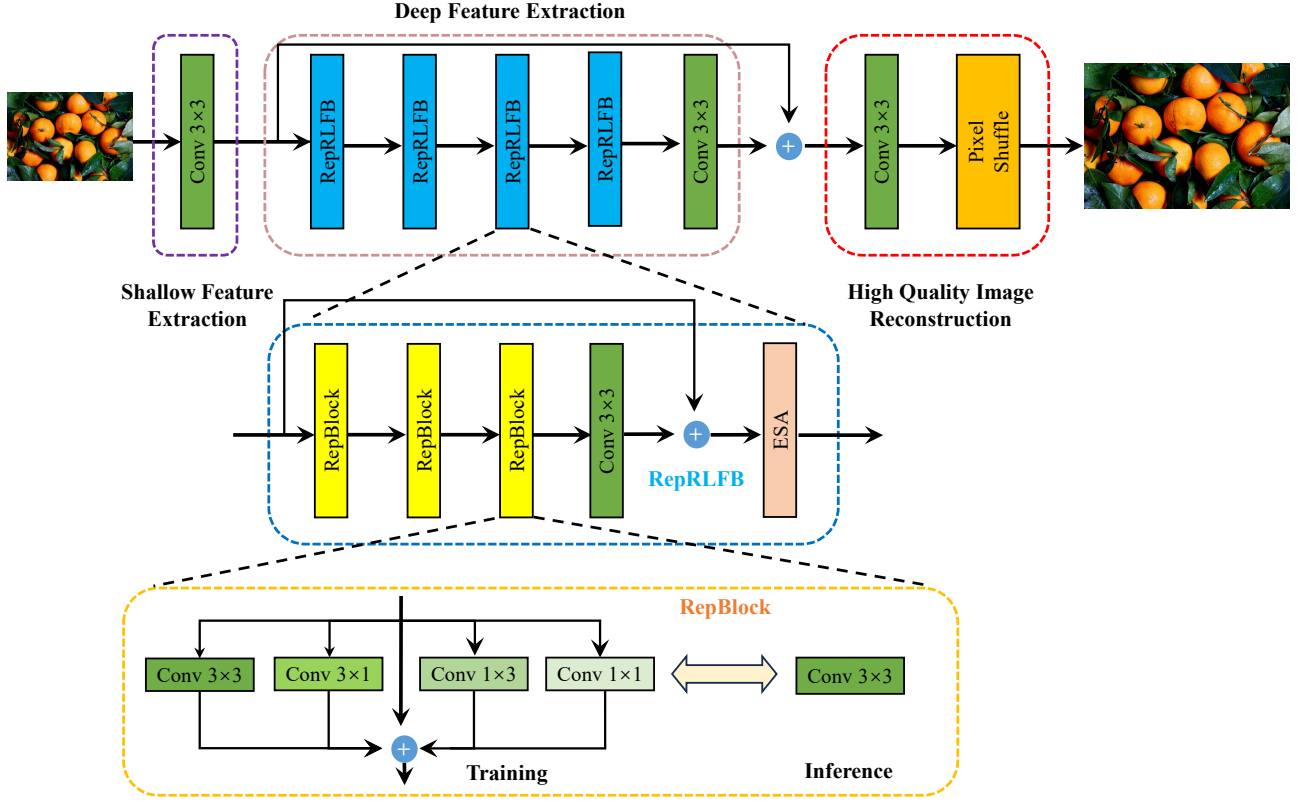 Deep Feature Extraction
Conv 3×3
RepRLFB
RepRLFB
RepRLFB
RepRLFB
Conv 3×3
+
Conv 3×3
Pixel
Shuffle
Shallow Feature
Extraction
High Quality Image
Reconstruction
RepBlock
RepBlock
RepBlock
Conv 3×3
+
ESA
RepRLFB
RepBlock
Conv 3×3
Conv 3×1
Conv 1×3
Conv 1×1
Conv 3×3
+
Training
Inference